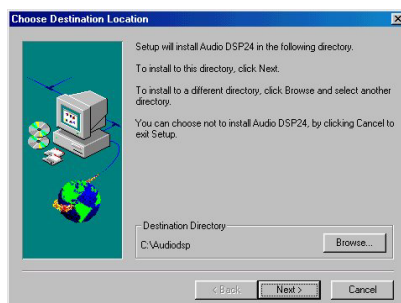 Choose Destination Location
Setup will install Audio DSP24 in the following directory.
To install to this directory, click Next.
To install to a different directory, click Browse and select another
directory.
You can choose not to install Audio DSP24, by clicking Cancel to
exit Setup.
Destination Directory
C:\Audiodsp
Browse...
< Back
Next >
Cancel